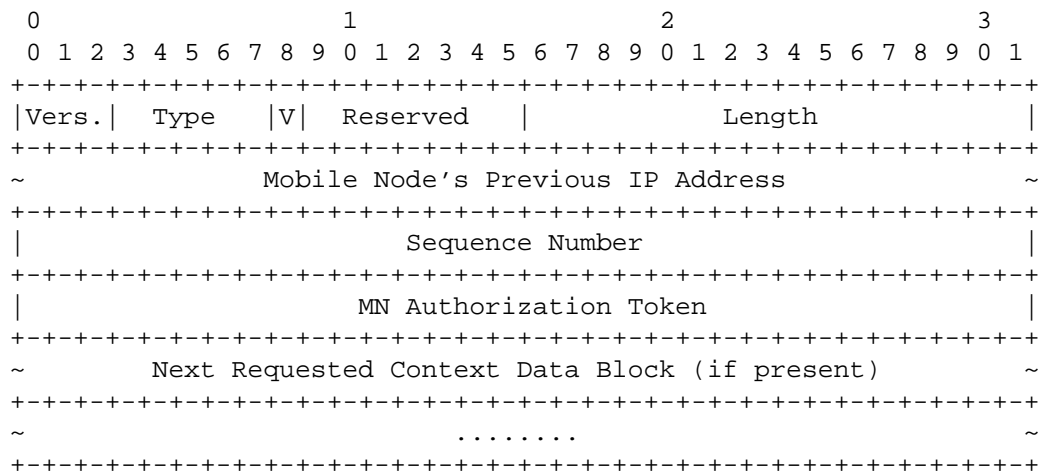 0                   1                   2                   3
 0 1 2 3 4 5 6 7 8 9 0 1 2 3 4 5 6 7 8 9 0 1 2 3 4 5 6 7 8 9 0 1
+-+-+-+-+-+-+-+-+-+-+-+-+-+-+-+-+-+-+-+-+-+-+-+-+-+-+-+-+-+-+-+-+
|Vers.|  Type   |V|  Reserved   |            Length             |
+-+-+-+-+-+-+-+-+-+-+-+-+-+-+-+-+-+-+-+-+-+-+-+-+-+-+-+-+-+-+-+-+
~               Mobile Node's Previous IP Address               ~
+-+-+-+-+-+-+-+-+-+-+-+-+-+-+-+-+-+-+-+-+-+-+-+-+-+-+-+-+-+-+-+-+
|                        Sequence Number                        |
+-+-+-+-+-+-+-+-+-+-+-+-+-+-+-+-+-+-+-+-+-+-+-+-+-+-+-+-+-+-+-+-+
|                     MN Authorization Token                    |
+-+-+-+-+-+-+-+-+-+-+-+-+-+-+-+-+-+-+-+-+-+-+-+-+-+-+-+-+-+-+-+-+
~        Next Requested Context Data Block (if present)         ~
+-+-+-+-+-+-+-+-+-+-+-+-+-+-+-+-+-+-+-+-+-+-+-+-+-+-+-+-+-+-+-+-+
~                           ........                            ~
+-+-+-+-+-+-+-+-+-+-+-+-+-+-+-+-+-+-+-+-+-+-+-+-+-+-+-+-+-+-+-+-+